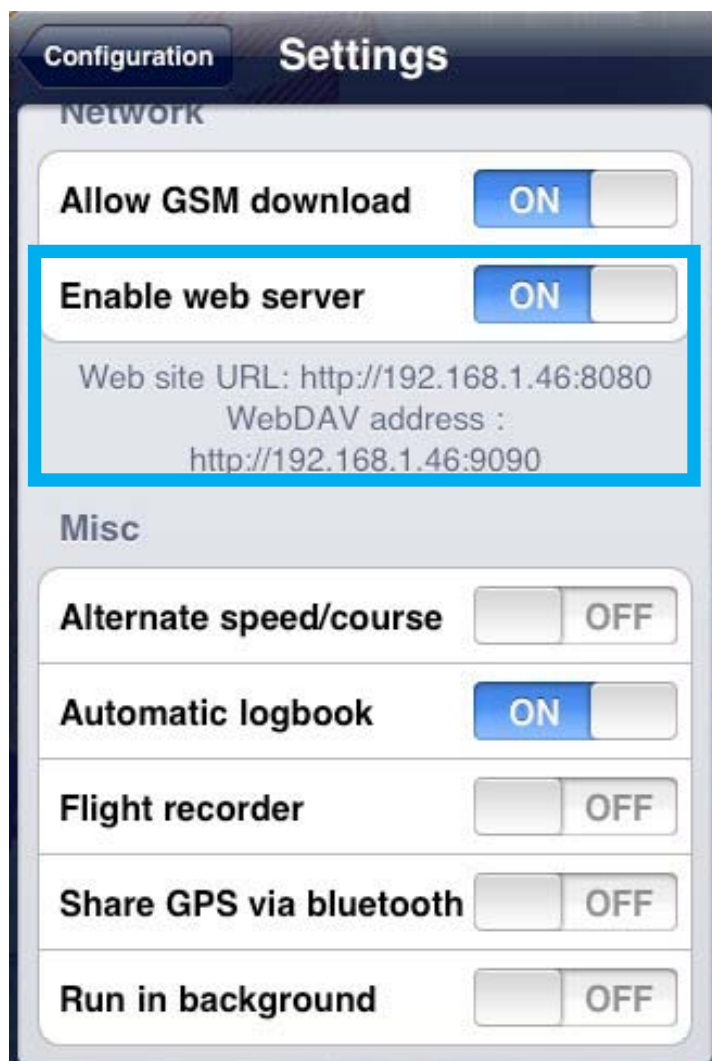 Configuration
Settings
Network
Allow GSM download ON
Enable web server ON
Web site URL: http://192.168.1.46:8080
WebDAV address :
http://192.168.1.46:9090
Misc
Alternate speed/course OFF
Automatic logbook ON
Flight recorder OFF
Share GPS via bluetooth OFF
Run in background OFF